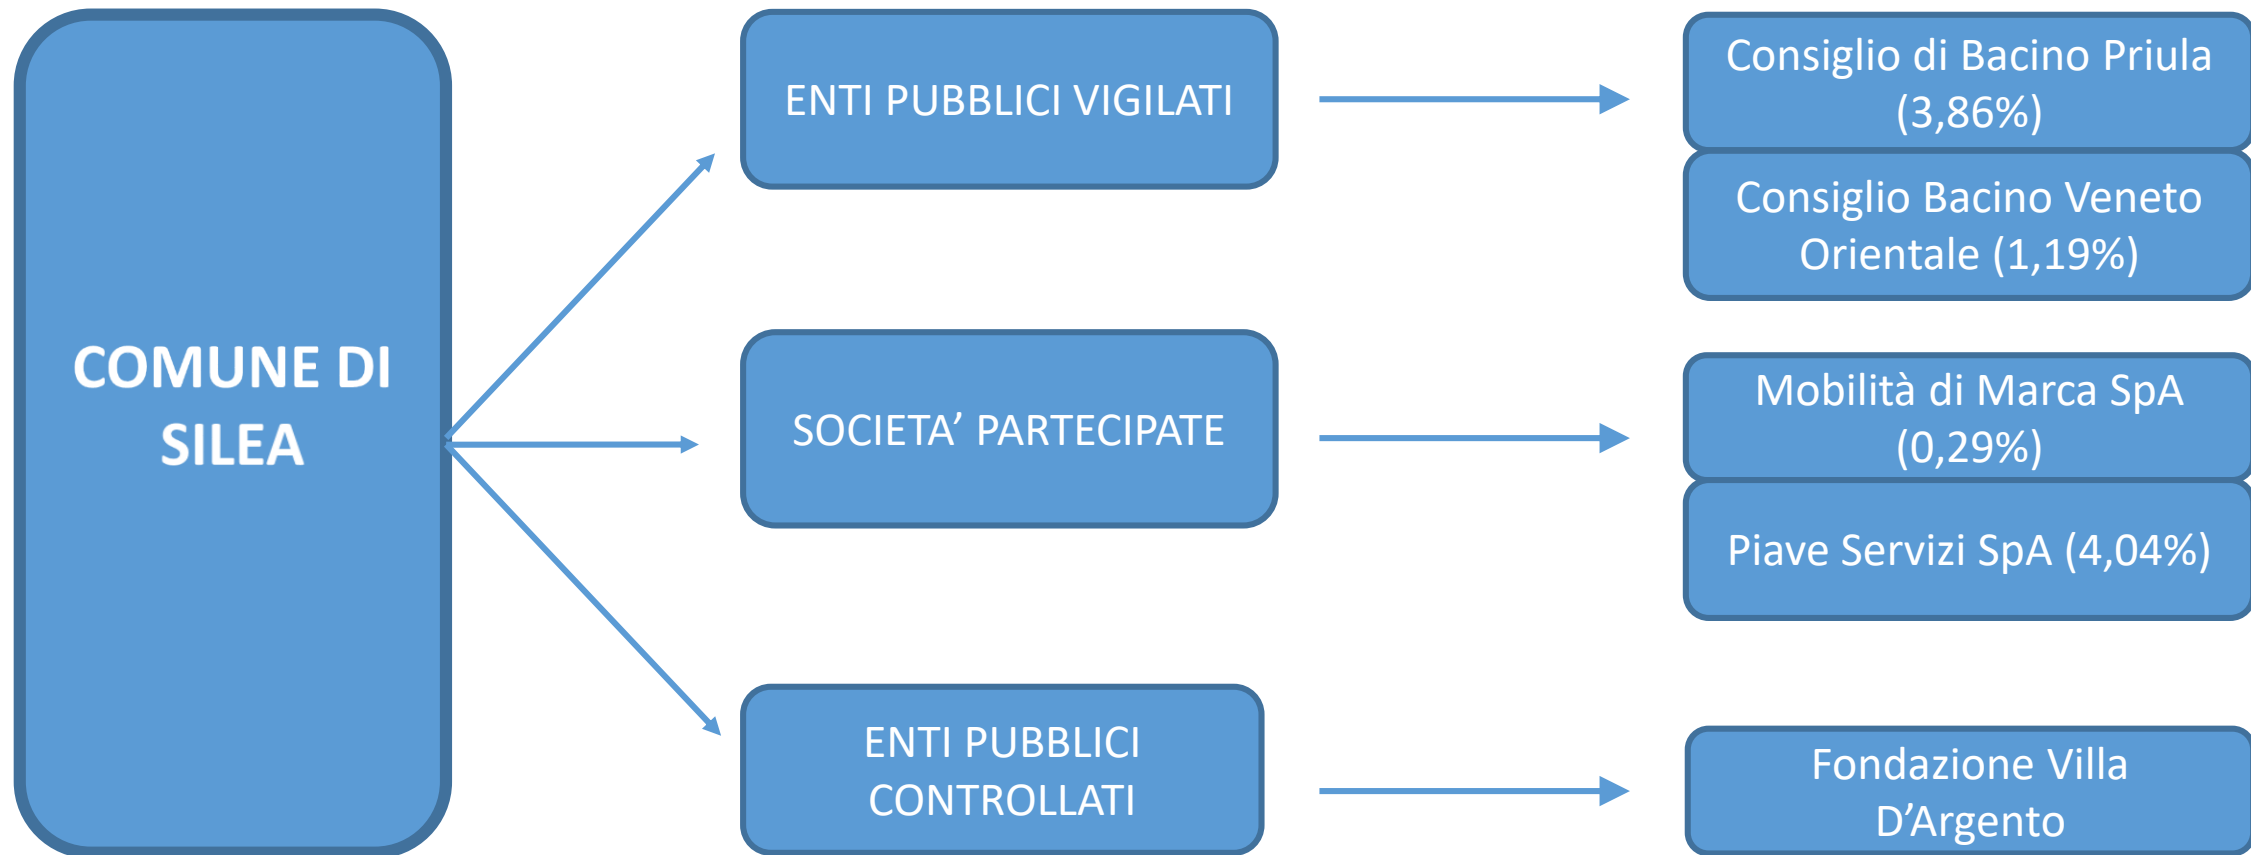 COMUNE DI
SILEA
ENTI PUBBLICI VIGILATI
Consiglio di Bacino Priula
(3,86%)
Consiglio Bacino Veneto
Orientale (1,19%)
SOCIETA’ PARTECIPATE
Mobilità di Marca SpA
(0,29%)
Piave Servizi SpA (4,04%)
ENTI PUBBLICI
CONTROLLATI
Fondazione Villa
D’Argento